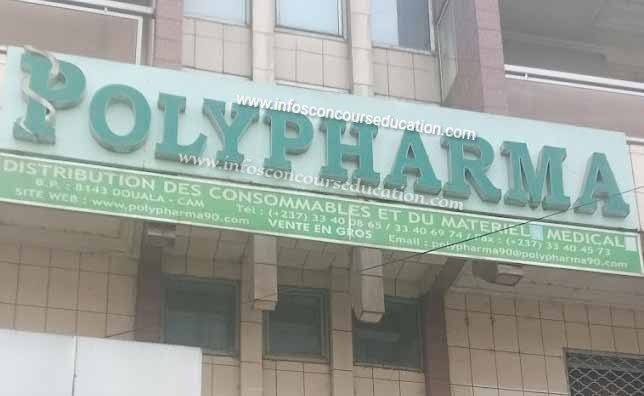 POLYPHARMA
www.infosconcourseducation.com
www.infosconcourseducation.com
DISTRIBUTION DES CONSOMMABLES ET DU MATERIEL MEDICAL
B.P. : 8143 DOUALA - CAM Tel : (+237) 33 40 08 65 / 33 40 69 74 / Fax : (+237) 33 40 45 73
SITE WEB : www.polypharma90.com VENTE EN GROS Email : polypharma90@polypharma90.com